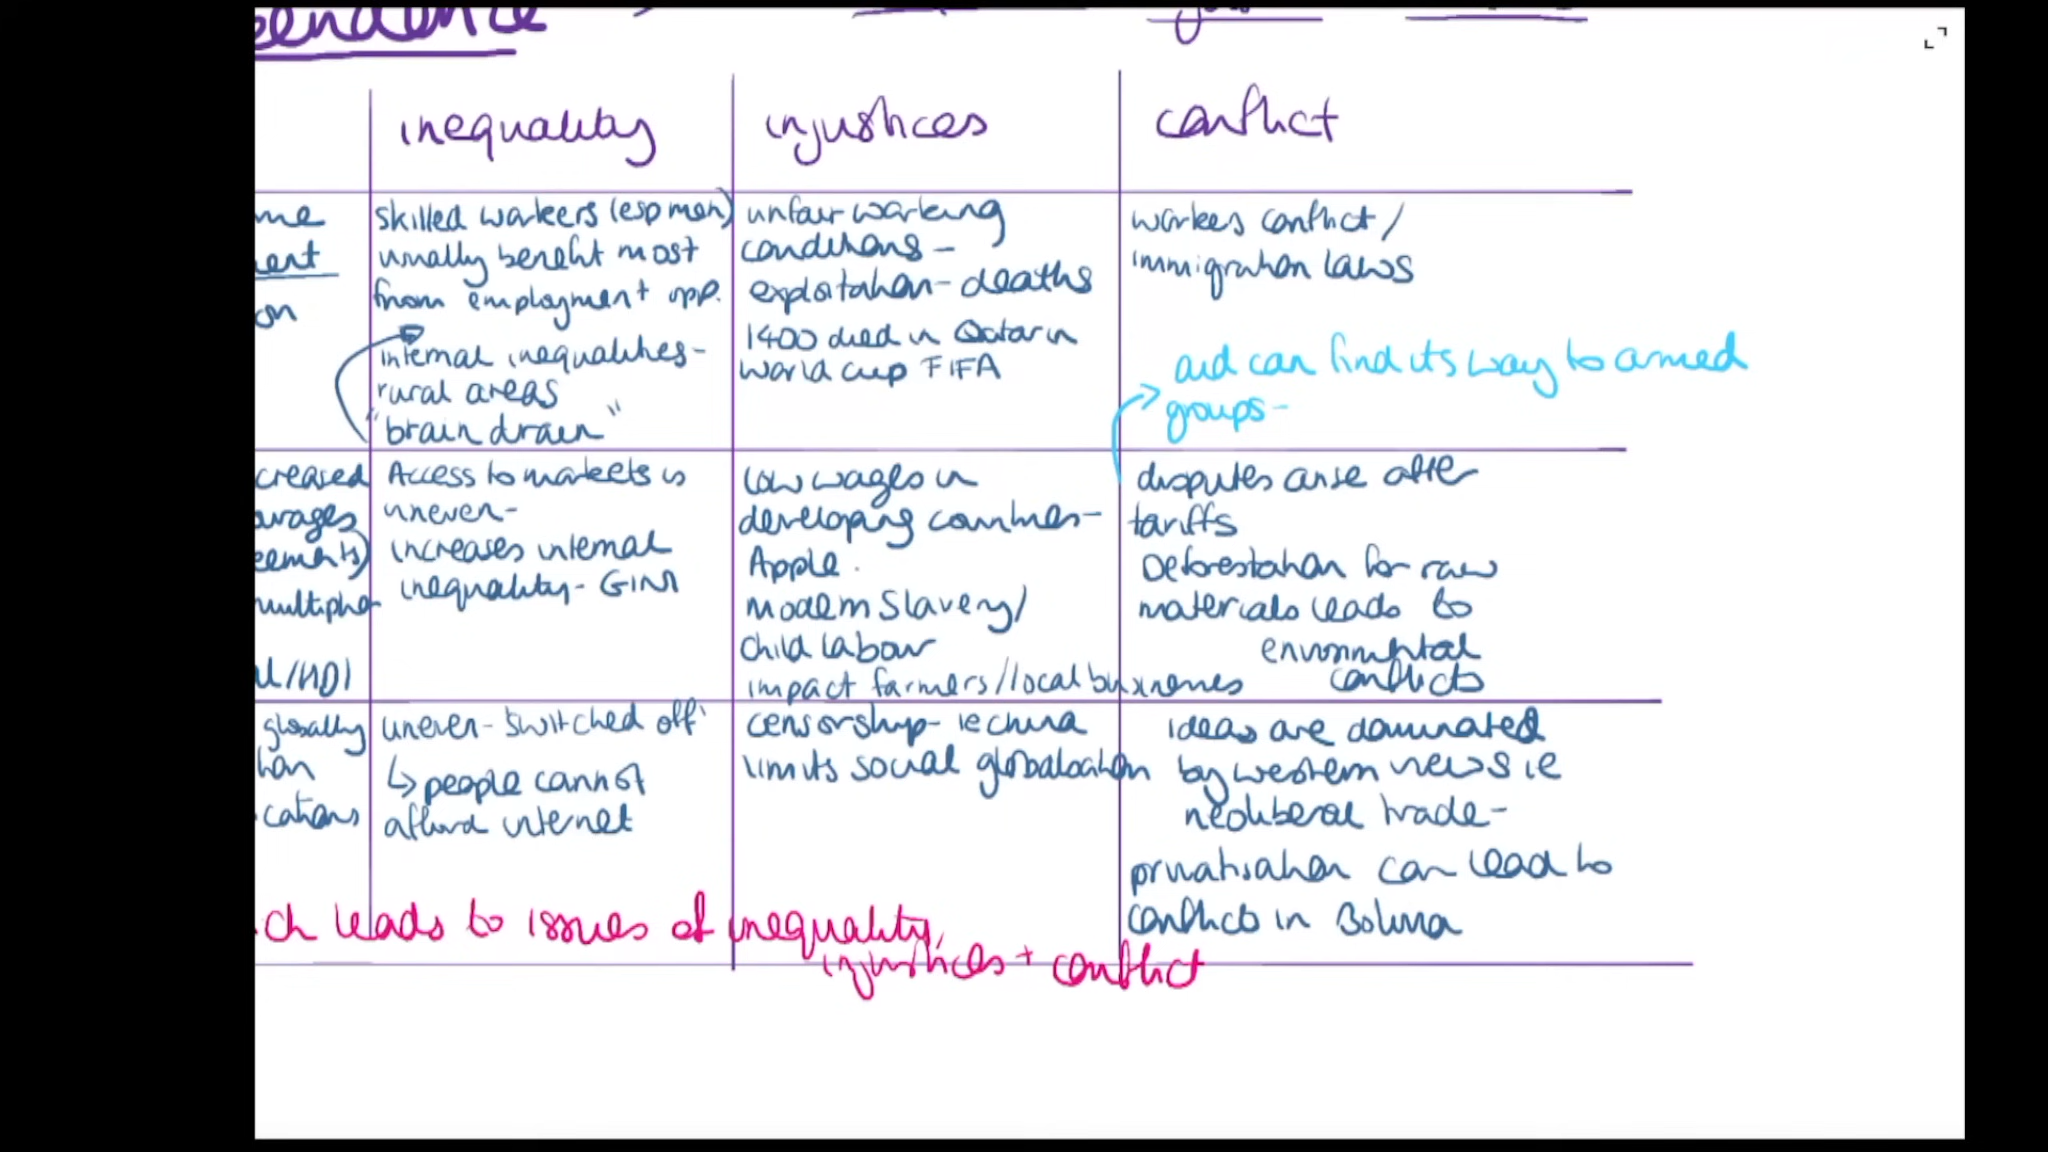 pendence
inequality
injustices
conflict
me
ent
on
skilled workers (esp men)
usually benefit most
from employment opp.
internal inequalities-
rural areas
"brain drain"
unfair working
conditions -
exploitation - deaths
1400 died in Qatar in
World cup FIFA
workers conflict /
immigration laws
aid can find its way to armed
groups -
creased
urages
eements)
multiplier
/HDI
Access to markets is
uneven -
increases internal
inequality - GINI
low wages in
developing countries -
Apple.
modern slavery /
child labour
impact farmers / local businesses
disputes arise after
tariffs
Deforestation for raw
materials leads to
environmental
conflicts
globally
han
cations
uneven - 'switched off'
↳ people cannot
afford internet
censorship - ie china
limits social globalisation
ideas are dominated
by western news ie
neoliberal trade -
privatisation can lead to
conflicts in Bolivia
ch leads to issues of inequality,
injustices + conflict